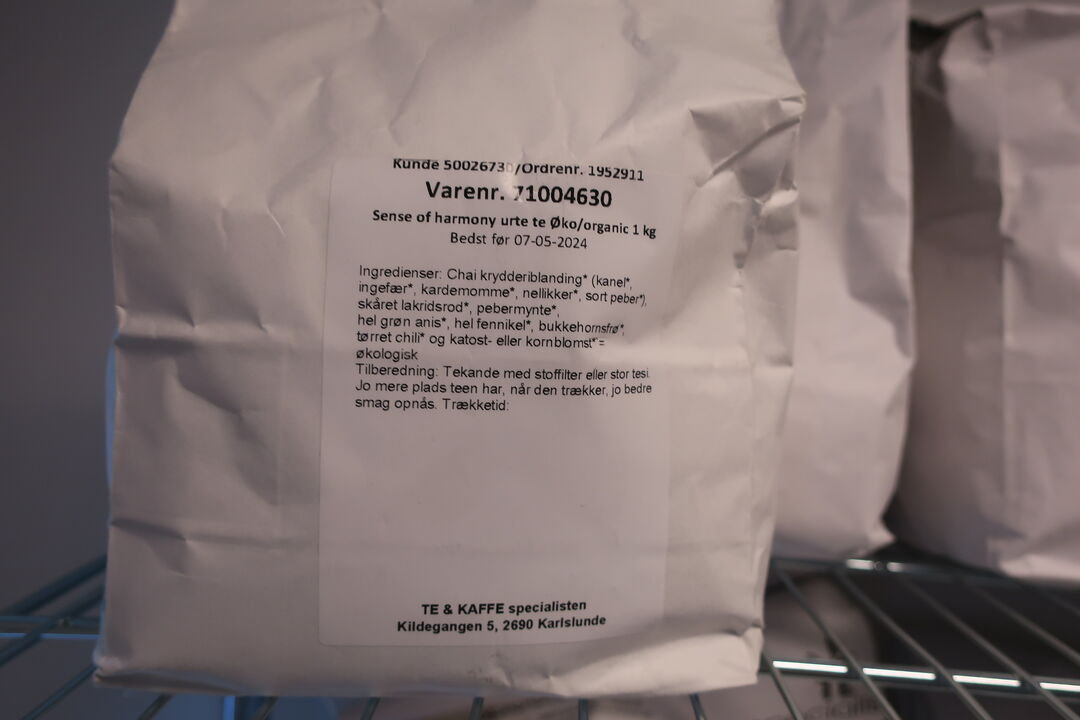 Kunde 5002673 /Ordrenr. 1952911
Varenr. 71004630
Sense of harmony urte te Øko/organic 1 kg
Bedst før 07-05-2024
Ingredienser: Chai krydderiblanding* (kanel*,
ingefær*, kardemomme*, nellikker*, sort peber*),
skåret lakridsrod*, pebermynte*,
hel grøn anis*, hel fennikel*, bukkehornsfrø*,
tørret chili* og katost- eller kornblomst*=
økologisk
Tilberedning: Tekande med stoffilter eller stor tesi.
Jo mere plads teen har, når den trækker, jo bedre
smag opnås. Trækketid:
TE & KAFFE specialisten
Kildegangen 5, 2690 Karlslunde